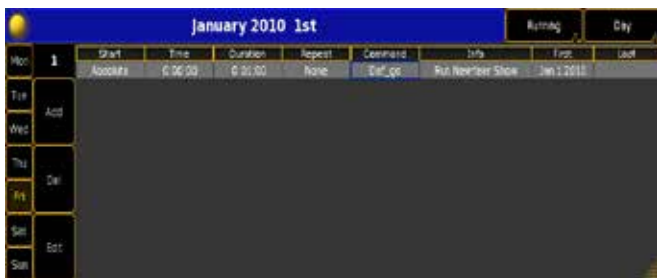 January 2010 1st
Running
Day
Mon
1
Start Time Duration Repeat Command Info First Last
Absolute 0:00:00 0:01:00 None Def_go Run NewYear Show Jan 1 2010
Tue
Add
Wed
Thu
Del
Fri
Sat
Edit
Sun